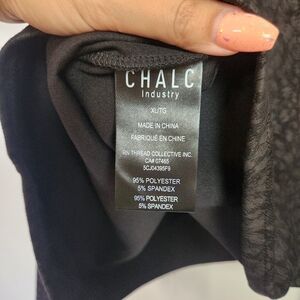 CHALC
Industry
XL/TG
MADE IN CHINA
FABRIQUÉ EN CHINE
THREAD COLLECTIVE INC.
CA# 07465
5CJ04395F9
95% POLYESTER
5% SPANDEX
95% POLYESTER
5% SPANDEX